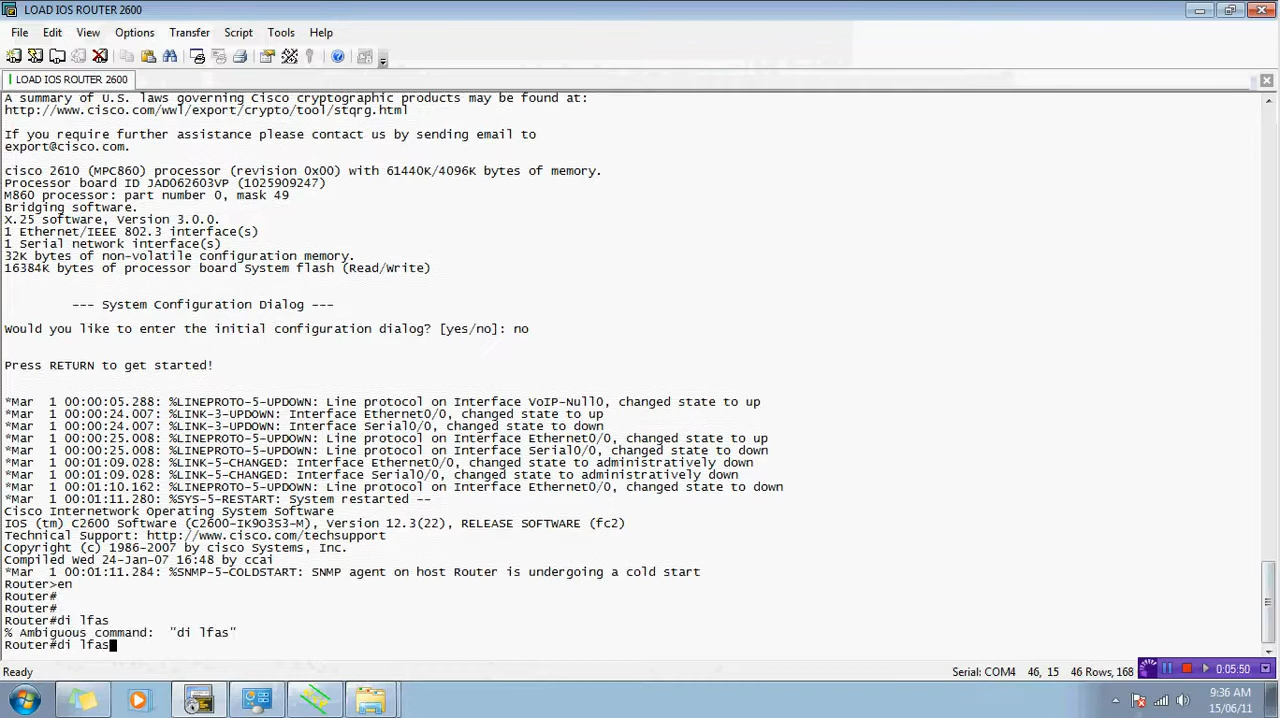 LOAD IOS ROUTER 2600
File Edit View Options Transfer Script Tools Help
LOAD IOS ROUTER 2600
A summary of U.S. laws governing Cisco cryptographic products may be found at:
http://www.cisco.com/wwl/export/crypto/tool/stqrg.html
If you require further assistance please contact us by sending email to
export@cisco.com.
cisco 2610 (MPC860) processor (revision 0x00) with 61440K/4096K bytes of memory.
Processor board ID JAD062603VP (1025909247)
M860 processor: part number 0, mask 49
Bridging software.
X.25 software, Version 3.0.0.
1 Ethernet/IEEE 802.3 interface(s)
1 Serial network interface(s)
32K bytes of non-volatile configuration memory.
16384K bytes of processor board System flash (Read/Write)
--- System Configuration Dialog ---
Would you like to enter the initial configuration dialog? [yes/no]: no
Press RETURN to get started!
*Mar 1 00:00:05.288: %LINEPROTO-5-UPDOWN: Line protocol on Interface VoIP-Null0, changed state to up
*Mar 1 00:00:24.007: %LINK-3-UPDOWN: Interface Ethernet0/0, changed state to up
*Mar 1 00:00:24.007: %LINK-3-UPDOWN: Interface Serial0/0, changed state to down
*Mar 1 00:00:25.008: %LINEPROTO-5-UPDOWN: Line protocol on Interface Ethernet0/0, changed state to up
*Mar 1 00:00:25.008: %LINEPROTO-5-UPDOWN: Line protocol on Interface Serial0/0, changed state to down
*Mar 1 00:01:09.028: %LINK-5-CHANGED: Interface Ethernet0/0, changed state to administratively down
*Mar 1 00:01:09.028: %LINK-5-CHANGED: Interface Serial0/0, changed state to administratively down
*Mar 1 00:01:10.162: %LINEPROTO-5-UPDOWN: Line protocol on Interface Ethernet0/0, changed state to down
*Mar 1 00:01:11.280: %SYS-5-RESTART: System restarted --
Cisco Internetwork Operating System Software
IOS (tm) C2600 Software (C2600-IK9O3S3-M), Version 12.3(22), RELEASE SOFTWARE (fc2)
Technical Support: http://www.cisco.com/techsupport
Copyright (c) 1986-2007 by cisco Systems, Inc.
Compiled Wed 24-Jan-07 16:48 by ccai
*Mar 1 00:01:11.284: %SNMP-5-COLDSTART: SNMP agent on host Router is undergoing a cold start
Router>en
Router#
Router#
Router#di lfas
% Ambiguous command: "di lfas"
Router#di lfas
Ready Serial: COM4 46, 15 46 Rows, 168 0:05:50
9:36 AM
15/06/11